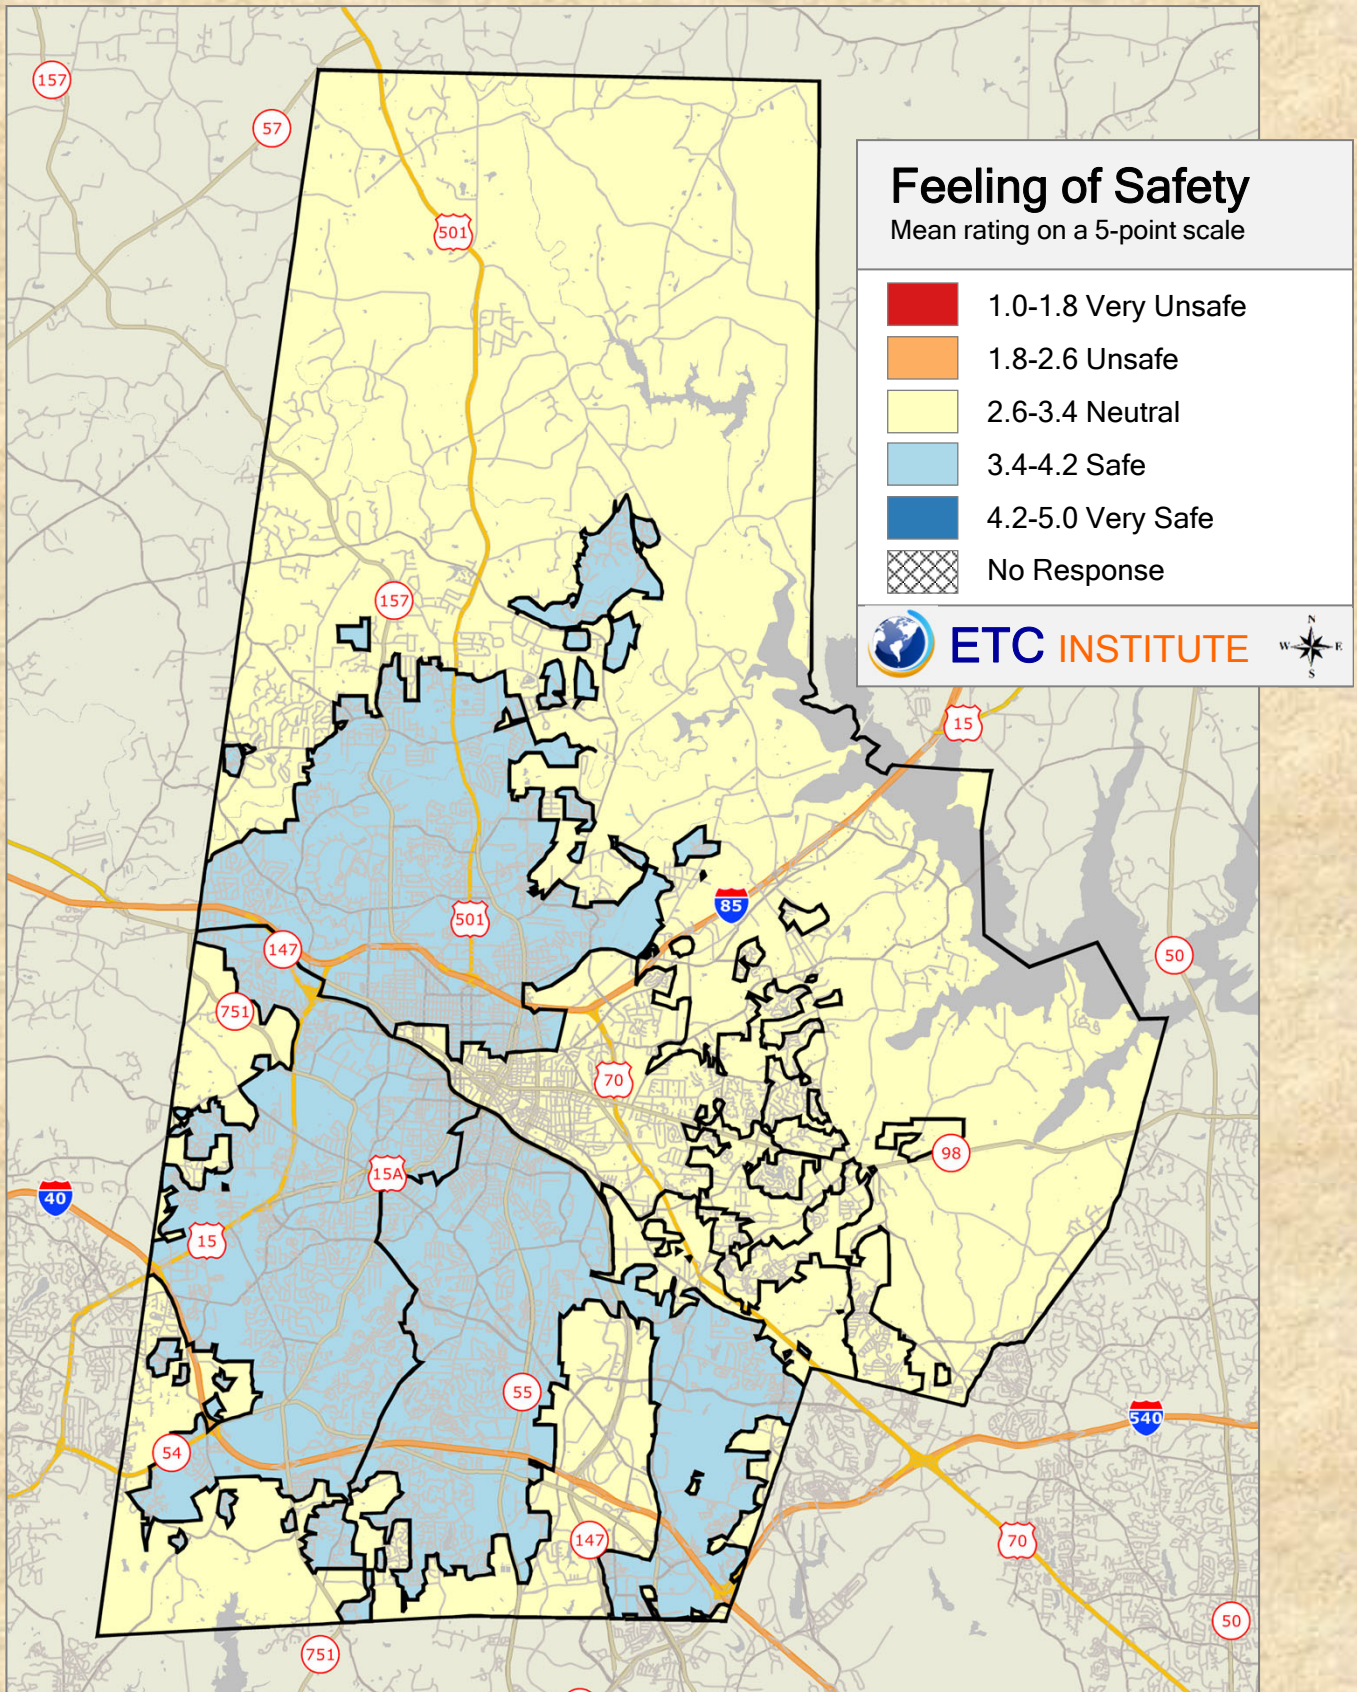 157
57
501
Feeling of Safety
Mean rating on a 5-point scale
1.0-1.8 Very Unsafe
1.8-2.6 Unsafe
2.6-3.4 Neutral
3.4-4.2 Safe
4.2-5.0 Very Safe
No Response
ETC INSTITUTE
N
W E
S
157
15
85
501
147
50
751
70
98
15A
40
15
55
540
54
147
70
50
751